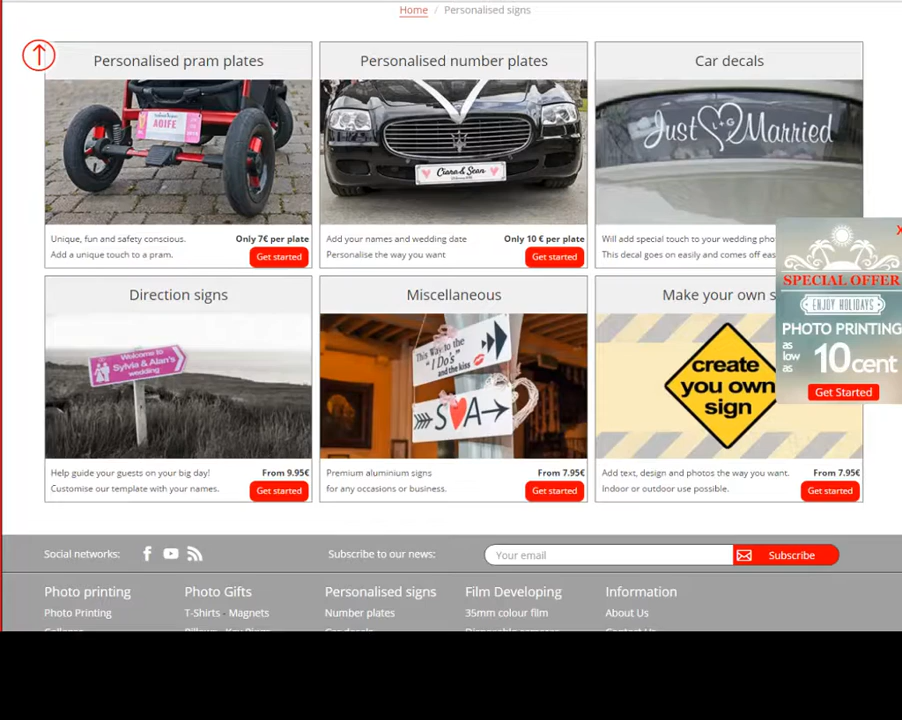 Home / Personalised signs
Personalised pram plates
AOIFE
Unique, fun and safety conscious.
Only 7€ per plate
Add a unique touch to a pram.
Get started
Personalised number plates
Ciara & Sean
Add your names and wedding date
Only 10 € per plate
Personalise the way you want
Get started
Car decals
Just L&G Married
Will add special touch to your wedding
This decal goes on easily and comes off
Direction signs
Welcome to
Sylvia & Alan's
wedding
Help guide your guests on your big day!
From 9.95€
Customise our template with your names.
Get started
Miscellaneous
This Way to the
"I Do's"
and the kiss
S A
Premium aluminium signs
From 7.95€
for any occasions or business.
Get started
Make your own s
create
you own
sign
Add text, design and photos the way you want.
From 7.95€
Indoor or outdoor use possible.
Get started
X
SPECIAL OFFER
ENJOY HOLIDAYS
PHOTO PRINTING
as low as 10 cent
Get Started
Social networks:
Subscribe to our news:
Your email
Subscribe
Photo printing
Photo Gifts
Personalised signs
Film Developing
Information
Photo Printing
T-Shirts Magnets
Number plates
35mm colour film
About Us